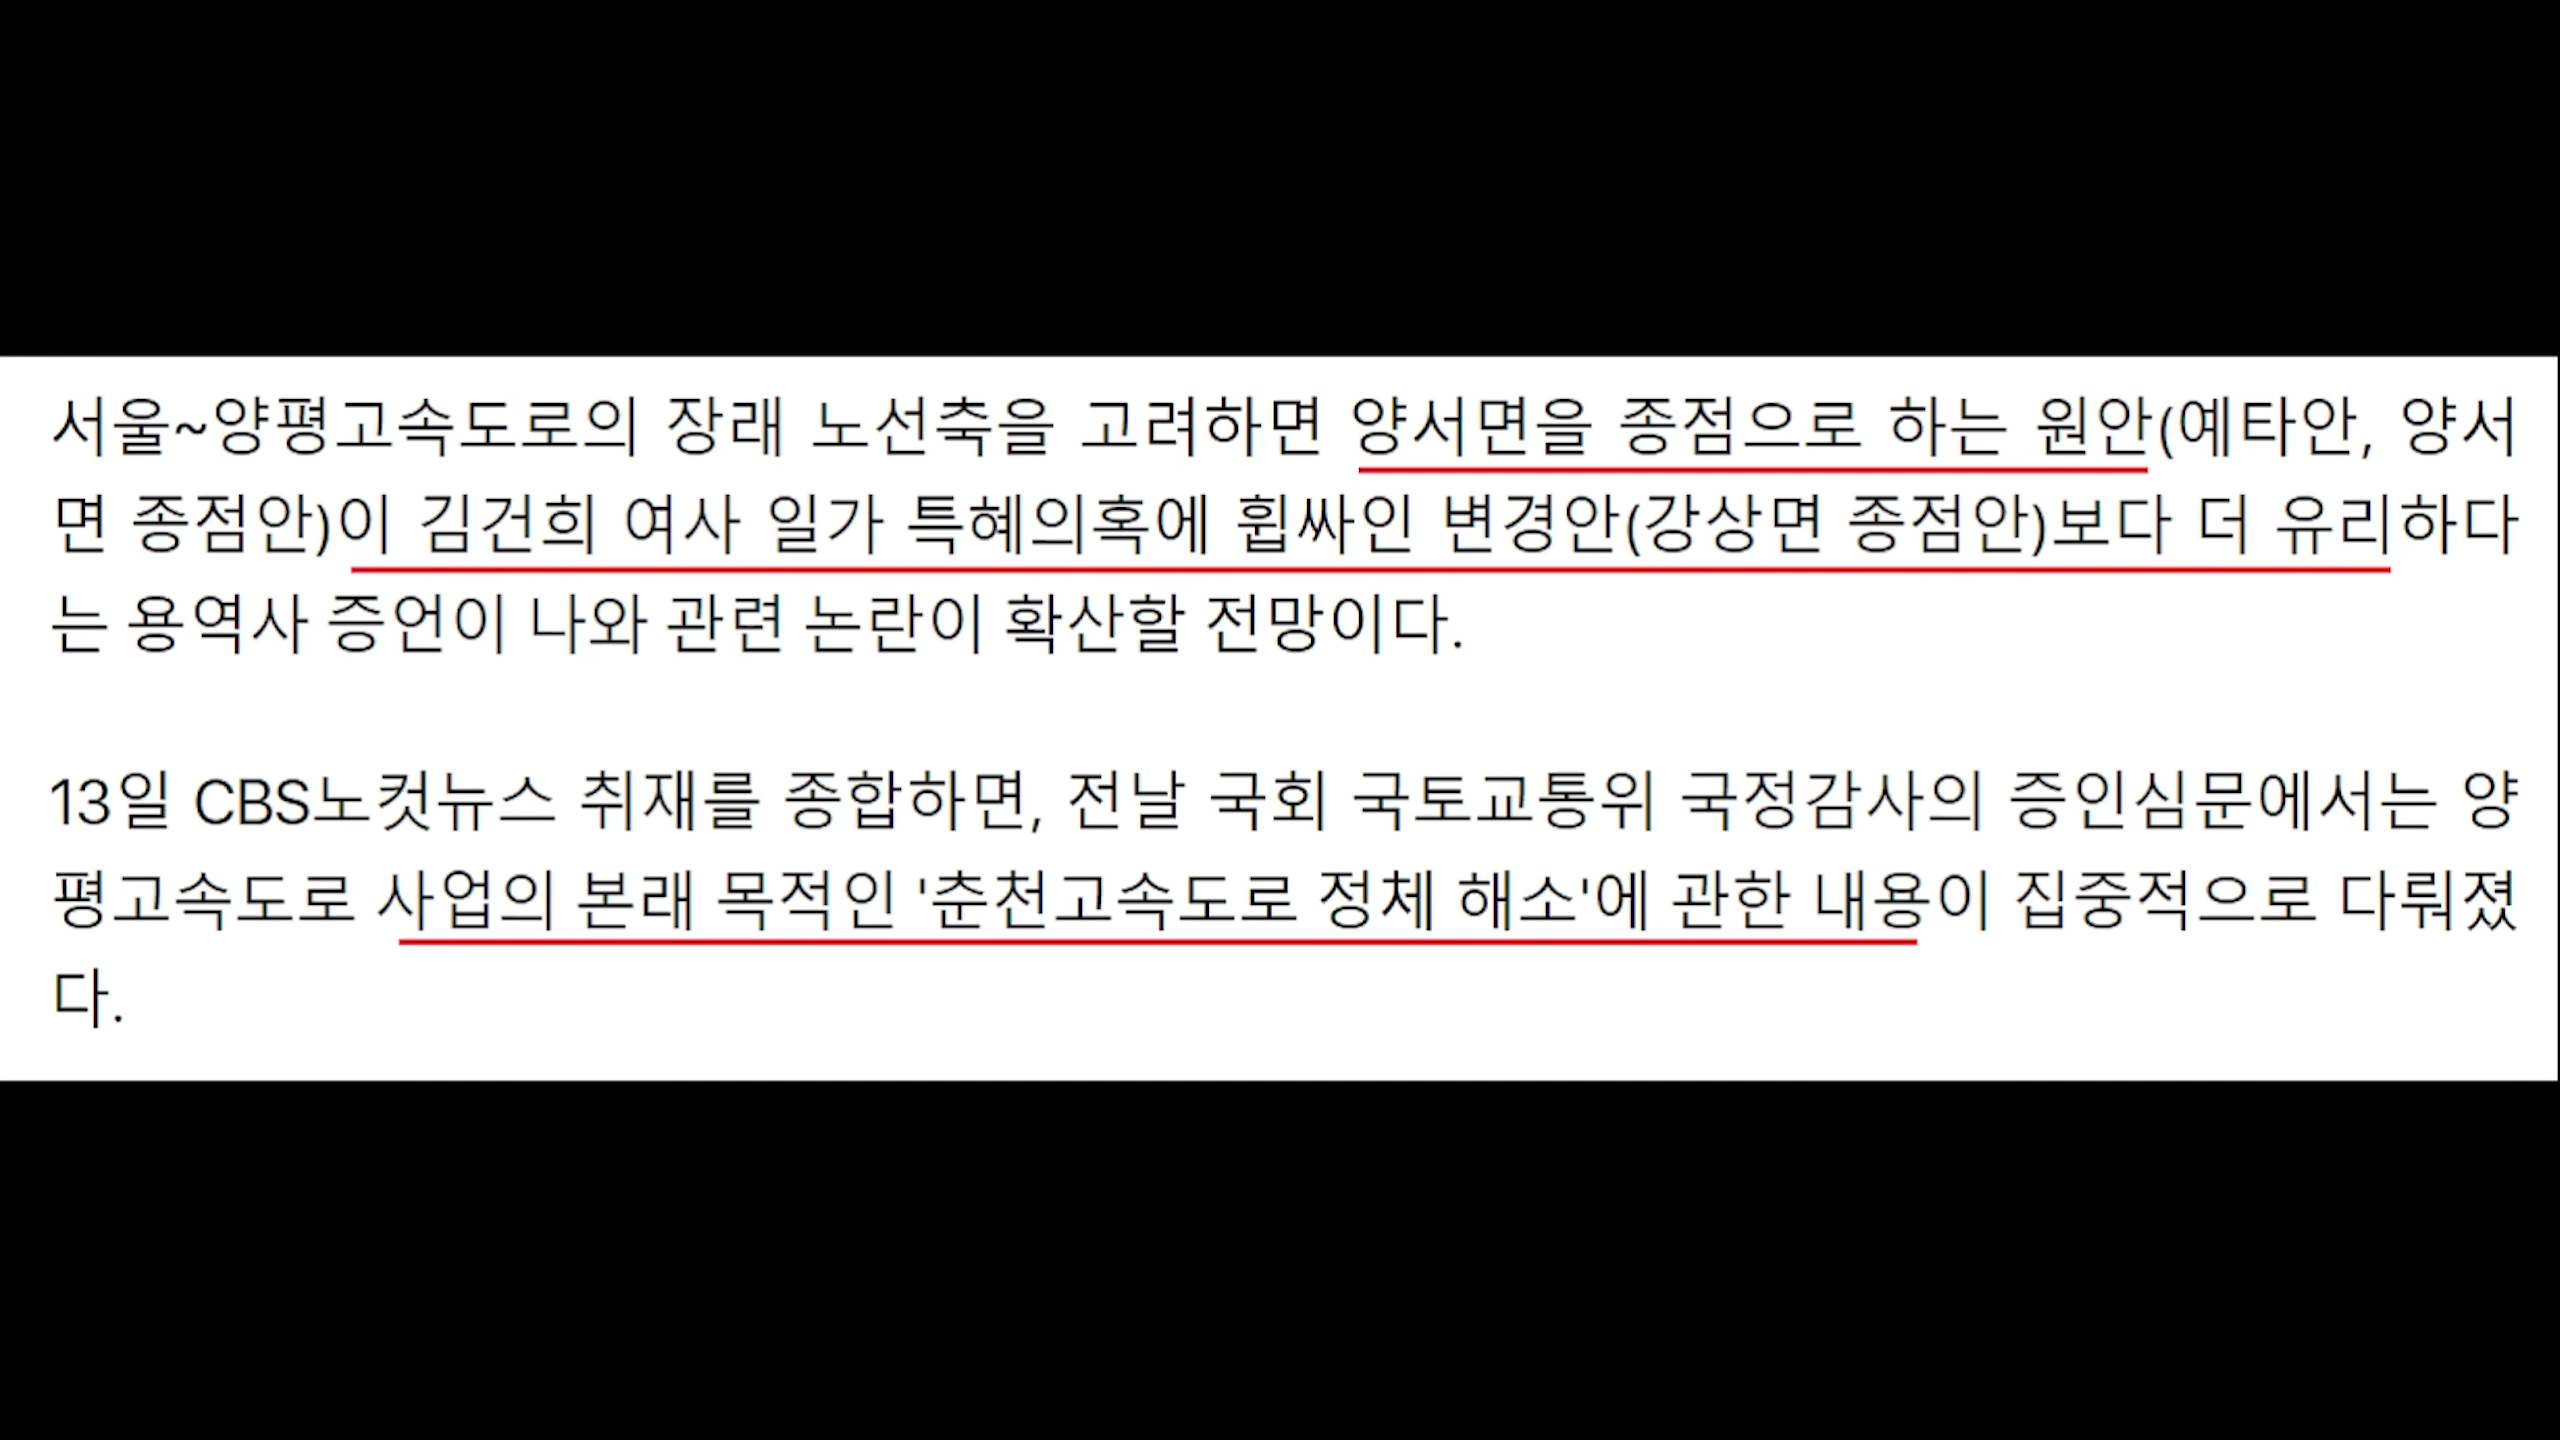 서울~양평고속도로의 장래 노선축을 고려하면 양서면을 종점으로 하는 원안(예타안, 양서
면 종점안)이 김건희 여사 일가 특혜의혹에 휩싸인 변경안(강상면 종점안)보다 더 유리하다
는 용역사 증언이 나와 관련 논란이 확산할 전망이다.
13일 CBS노컷뉴스 취재를 종합하면, 전날 국회 국토교통위 국정감사의 증인심문에서는 양
평고속도로 사업의 본래 목적인 '춘천고속도로 정체 해소'에 관한 내용이 집중적으로 다뤄졌
다.